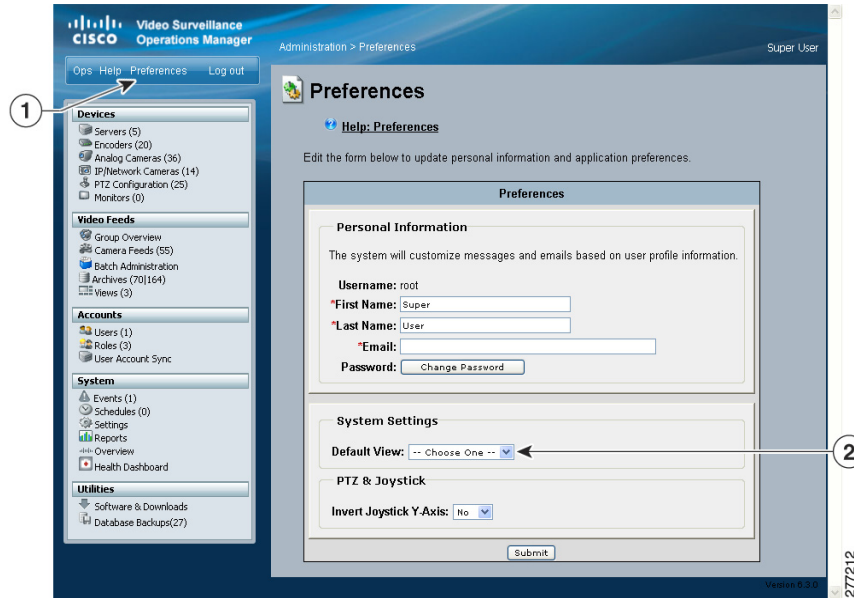 CISCO
Video Surveillance
Operations Manager
Administration > Preferences
Super User
Ops Help Preferences Log out
1
Devices
Servers (5)
Encoders (20)
Analog Cameras (36)
IP/Network Cameras (14)
PTZ Configuration (25)
Monitors (0)
Video Feeds
Group Overview
Camera Feeds (55)
Batch Administration
Archives (70|164)
Views (3)
Accounts
Users (1)
Roles (3)
User Account Sync
System
Events (1)
Schedules (0)
Settings
Reports
Overview
Health Dashboard
Utilities
Software & Downloads
Database Backups(27)
Preferences
Help: Preferences
Edit the form below to update personal information and application preferences.
Preferences
Personal Information
The system will customize messages and emails based on user profile information.
Username: root
*First Name: Super
*Last Name: User
*Email:
Password: Change Password
System Settings
Default View: -- Choose One --
2
PTZ & Joystick
Invert Joystick Y-Axis: No
Submit
Version 6.3.0
277212